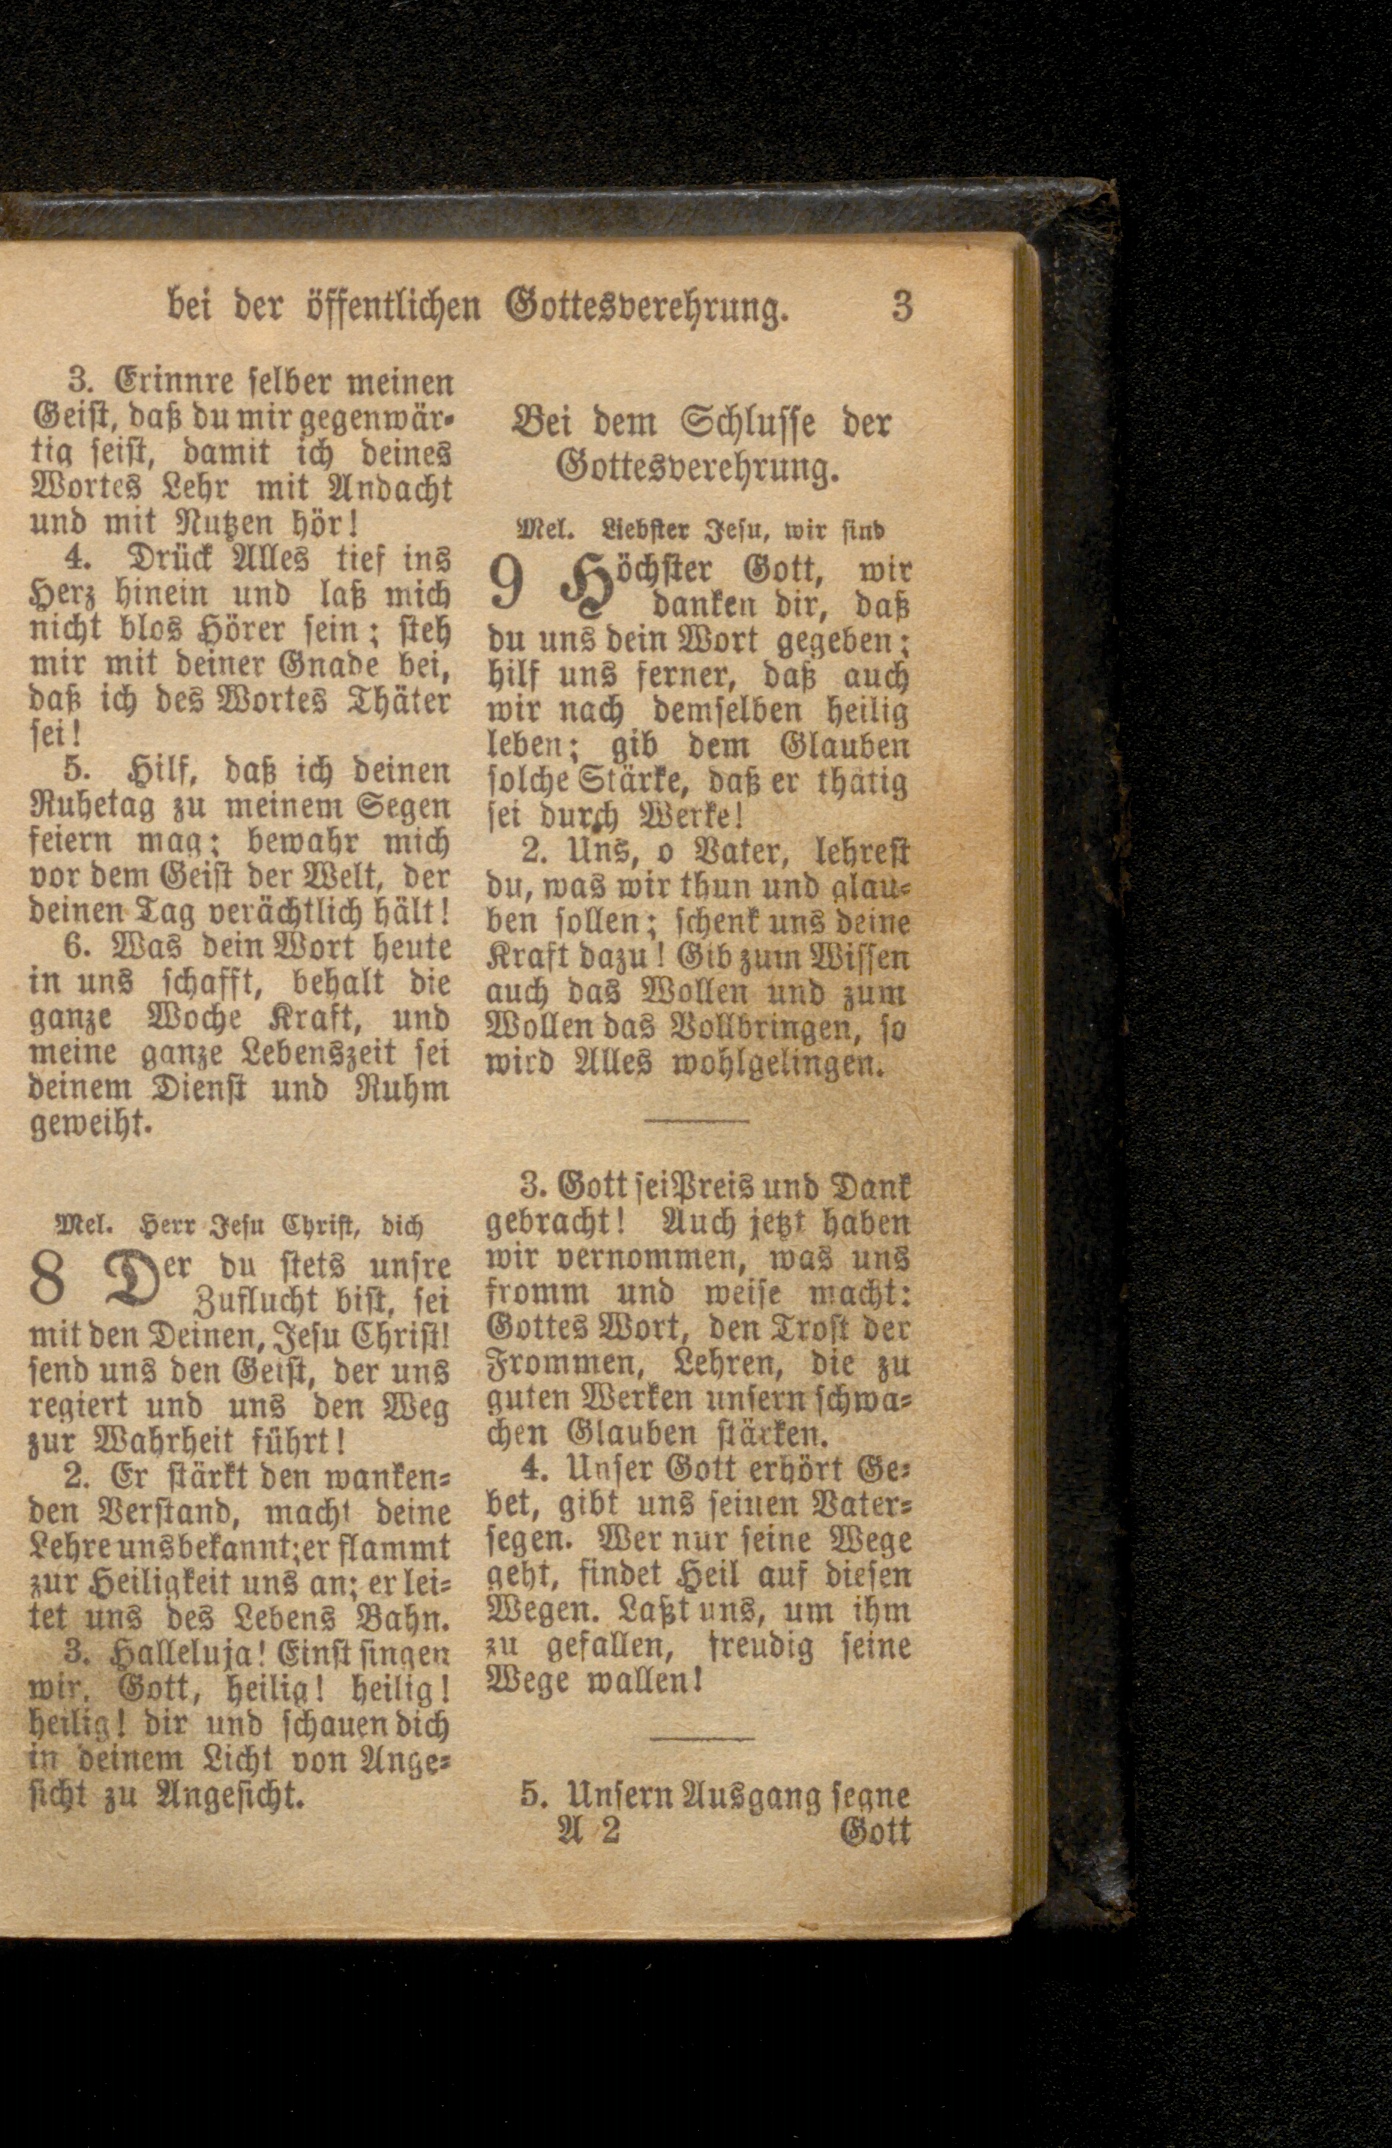 bei der öffentlichen Gottesverehrung. 3
3. Erinnre selber meinen
Geist, daß du mir gegenwär-
tig seist, damit ich deines
Wortes Lehr mit Andacht
und mit Nutzen hör!
4. Drück Alles tief ins
Herz hinein und laß mich
nicht blos Hörer sein; steh
mir mit deiner Gnade bei,
daß ich des Wortes Thäter
sei!
5. Hilf, daß ich deinen
Ruhetag zu meinem Segen
feiern mag; bewahr mich
vor dem Geist der Welt, der
deinen Tag verächtlich hält!
6. Was dein Wort heute
in uns schafft, behalt die
ganze Woche Kraft, und
meine ganze Lebenszeit sei
deinem Dienst und Ruhm
geweiht.
Mel. Herr Jesu Christ, dich
8 Der du stets unsre
Zuflucht bist, sei
mit den Deinen, Jesu Christ!
send uns den Geist, der uns
regiert und uns den Weg
zur Wahrheit führt!
2. Er stärkt den wanken-
den Verstand, macht deine
Lehre uns bekannt; er flammt
zur Heiligkeit uns an; er lei-
tet uns des Lebens Bahn.
3. Halleluja! Einst singen
wir, Gott, heilig! heilig!
heilig! dir und schauen dich
in deinem Licht von Ange-
sicht zu Angesicht.
Bei dem Schlusse der
Gottesverehrung.
Mel. Liebster Jesu, wir sind
9 Höchster Gott, wir
danken dir, daß
du uns dein Wort gegeben;
hilf uns ferner, daß auch
wir nach demselben heilig
leben; gib dem Glauben
solche Stärke, daß er thätig
sei durch Werke!
2. Uns, o Vater, lehrest
du, was wir thun und glau-
ben sollen; schenk uns deine
Kraft dazu! Gib zum Wissen
auch das Wollen und zum
Wollen das Vollbringen, so
wird Alles wohlgelingen.
3. Gott sei Preis und Dank
gebracht! Auch jetzt haben
wir vernommen, was uns
fromm und weise macht:
Gottes Wort, den Trost der
Frommen, Lehren, die zu
guten Werken unsern schwa-
chen Glauben stärken.
4. Unser Gott erhört Ge-
bet, gibt uns seinen Vater-
segen. Wer nur seine Wege
geht, findet Heil auf diesen
Wegen. Laßt uns, um ihm
zu gefallen, freudig seine
Wege wallen!
5. Unsern Ausgang segne
A 2 Gott